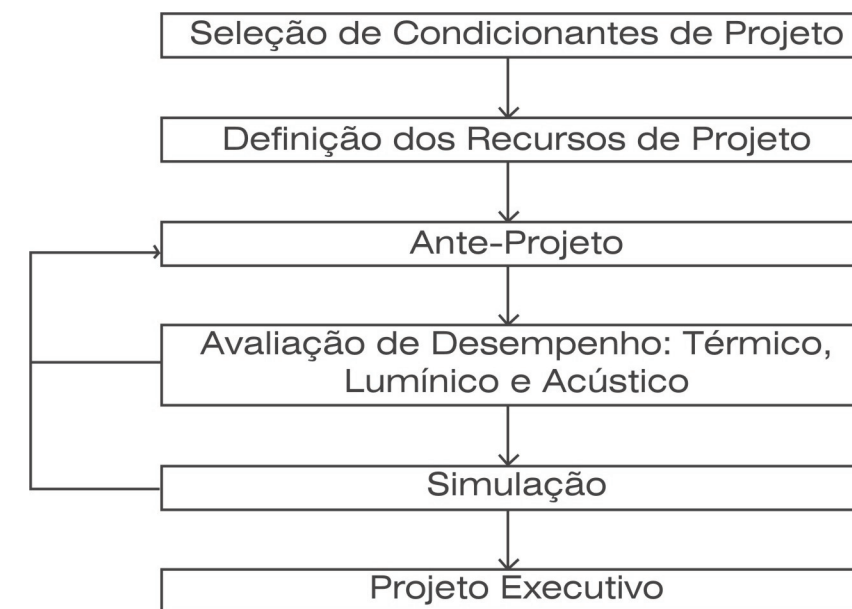 Seleção de Condicionantes de Projeto
Definição dos Recursos de Projeto
Ante-Projeto
Avaliação de Desempenho: Térmico,
Lumínico e Acústico
Simulação
Projeto Executivo